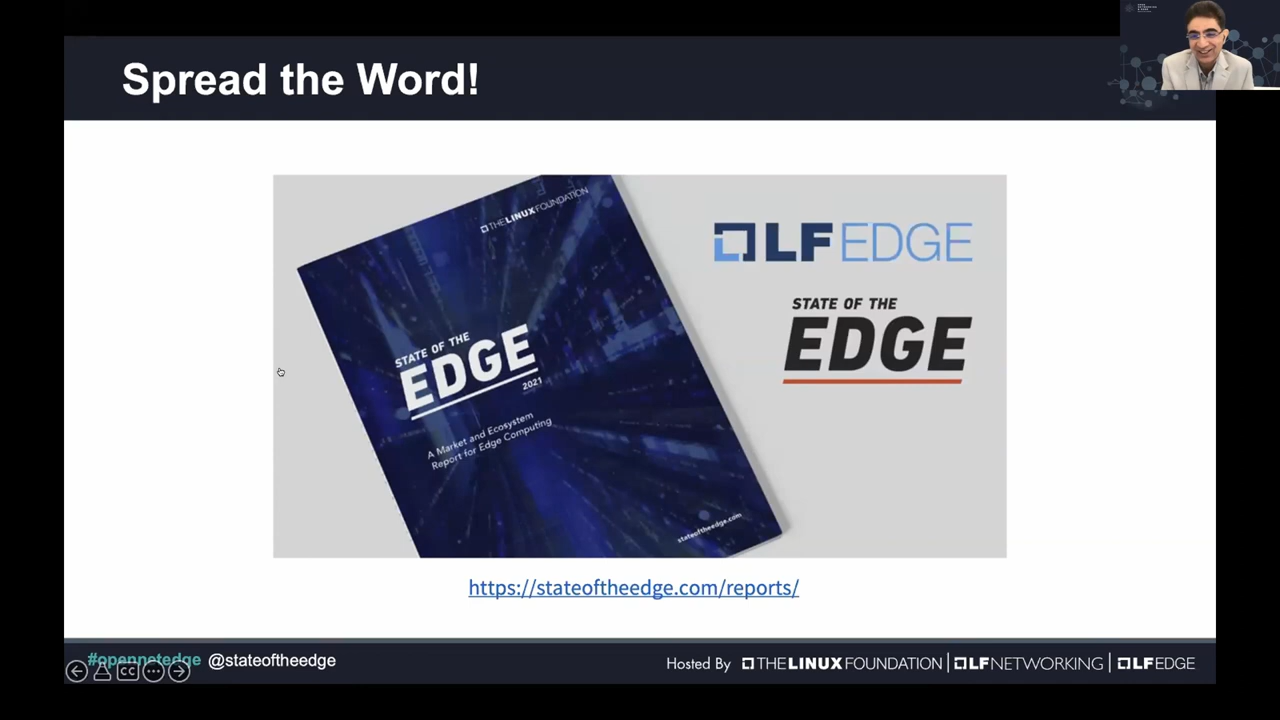 Spread the Word!
THE LINUX FOUNDATION
STATE OF THE
EDGE
2021
A Market and Ecosystem
Report for Edge Computing
stateoftheedge.com
LF EDGE
STATE OF THE
EDGE
https://stateoftheedge.com/reports/
#opennetedge @stateoftheedge
CC
Hosted By THE LINUX FOUNDATION | LF NETWORKING | LF EDGE